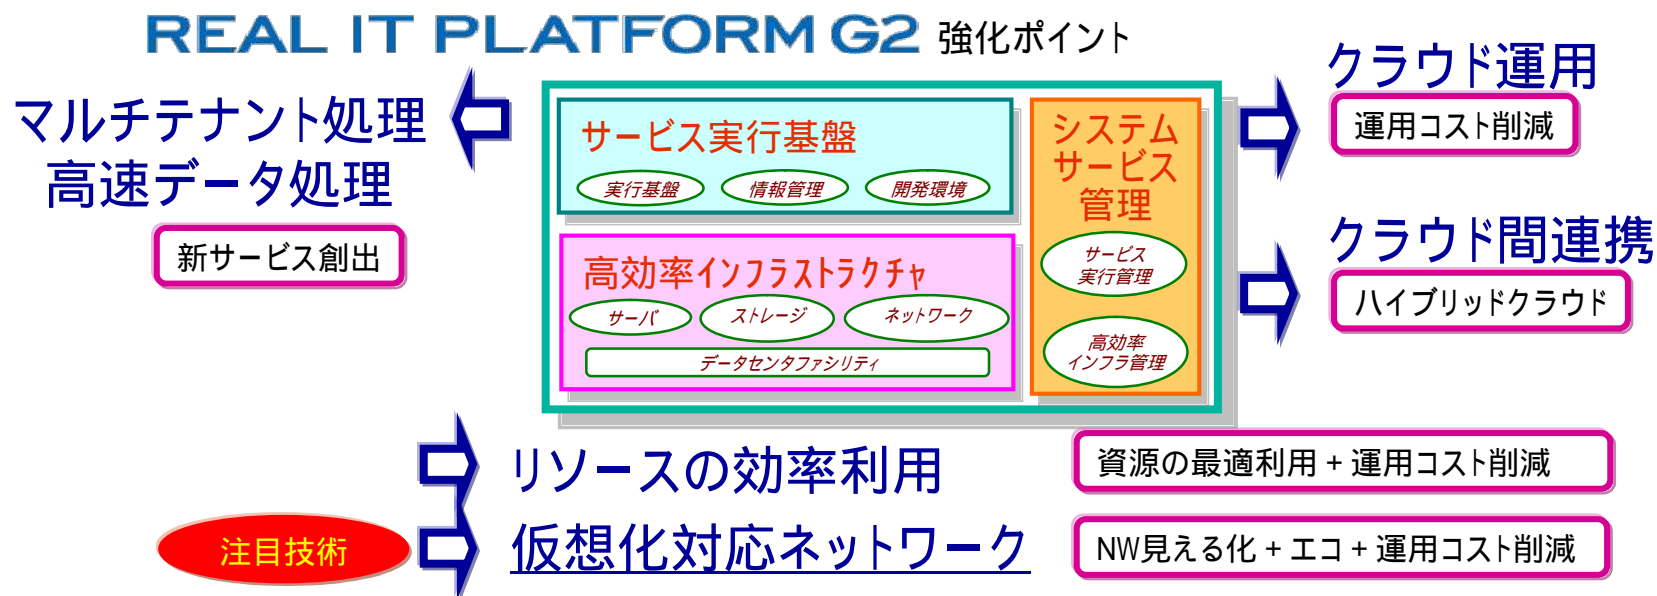 REAL IT PLATFORM G2 強化ポイント
マルチテナント処理
高速データ処理
新サービス創出
サービス実行基盤
実行基盤
情報管理
開発環境
高効率インフラストラクチャ
サーバ
ストレージ
ネットワーク
データセンタファシリティ
システム
サービス
管理
サービス
実行管理
高効率
インフラ管理
クラウド運用
運用コスト削減
クラウド間連携
ハイブリッドクラウド
リソースの効率利用
資源の最適利用 + 運用コスト削減
注目技術
仮想化対応ネットワーク
NW見える化 + エコ + 運用コスト削減